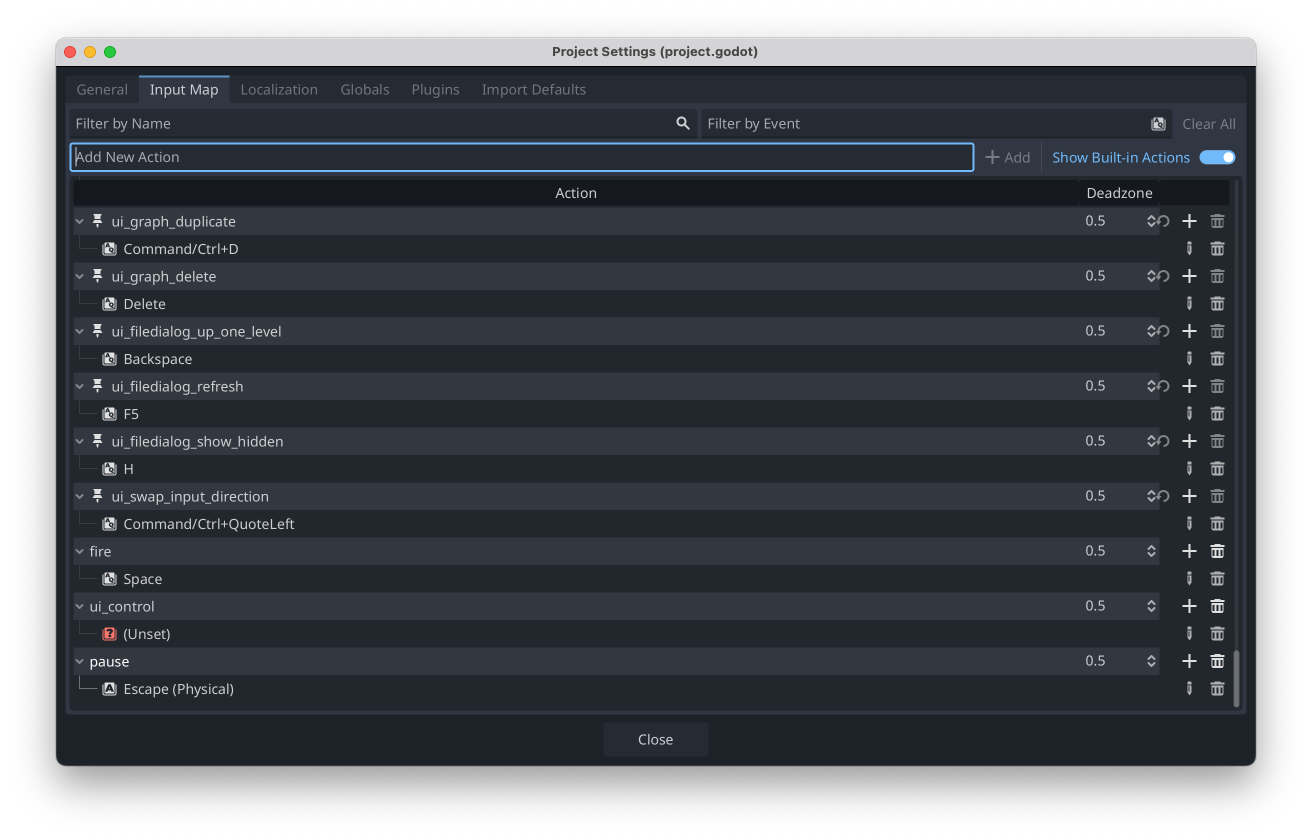 Project Settings (project.godot)
General Input Map Localization Globals Plugins Import Defaults
Filter by Name Filter by Event Clear All
Add New Action + Add Show Built-in Actions
Action Deadzone
ui_graph_duplicate 0.5
Command/Ctrl+D
ui_graph_delete 0.5
Delete
ui_filedialog_up_one_level 0.5
Backspace
ui_filedialog_refresh 0.5
F5
ui_filedialog_show_hidden 0.5
H
ui_swap_input_direction 0.5
Command/Ctrl+QuoteLeft
fire 0.5
Space
ui_control 0.5
(Unset)
pause 0.5
Escape (Physical)
Close